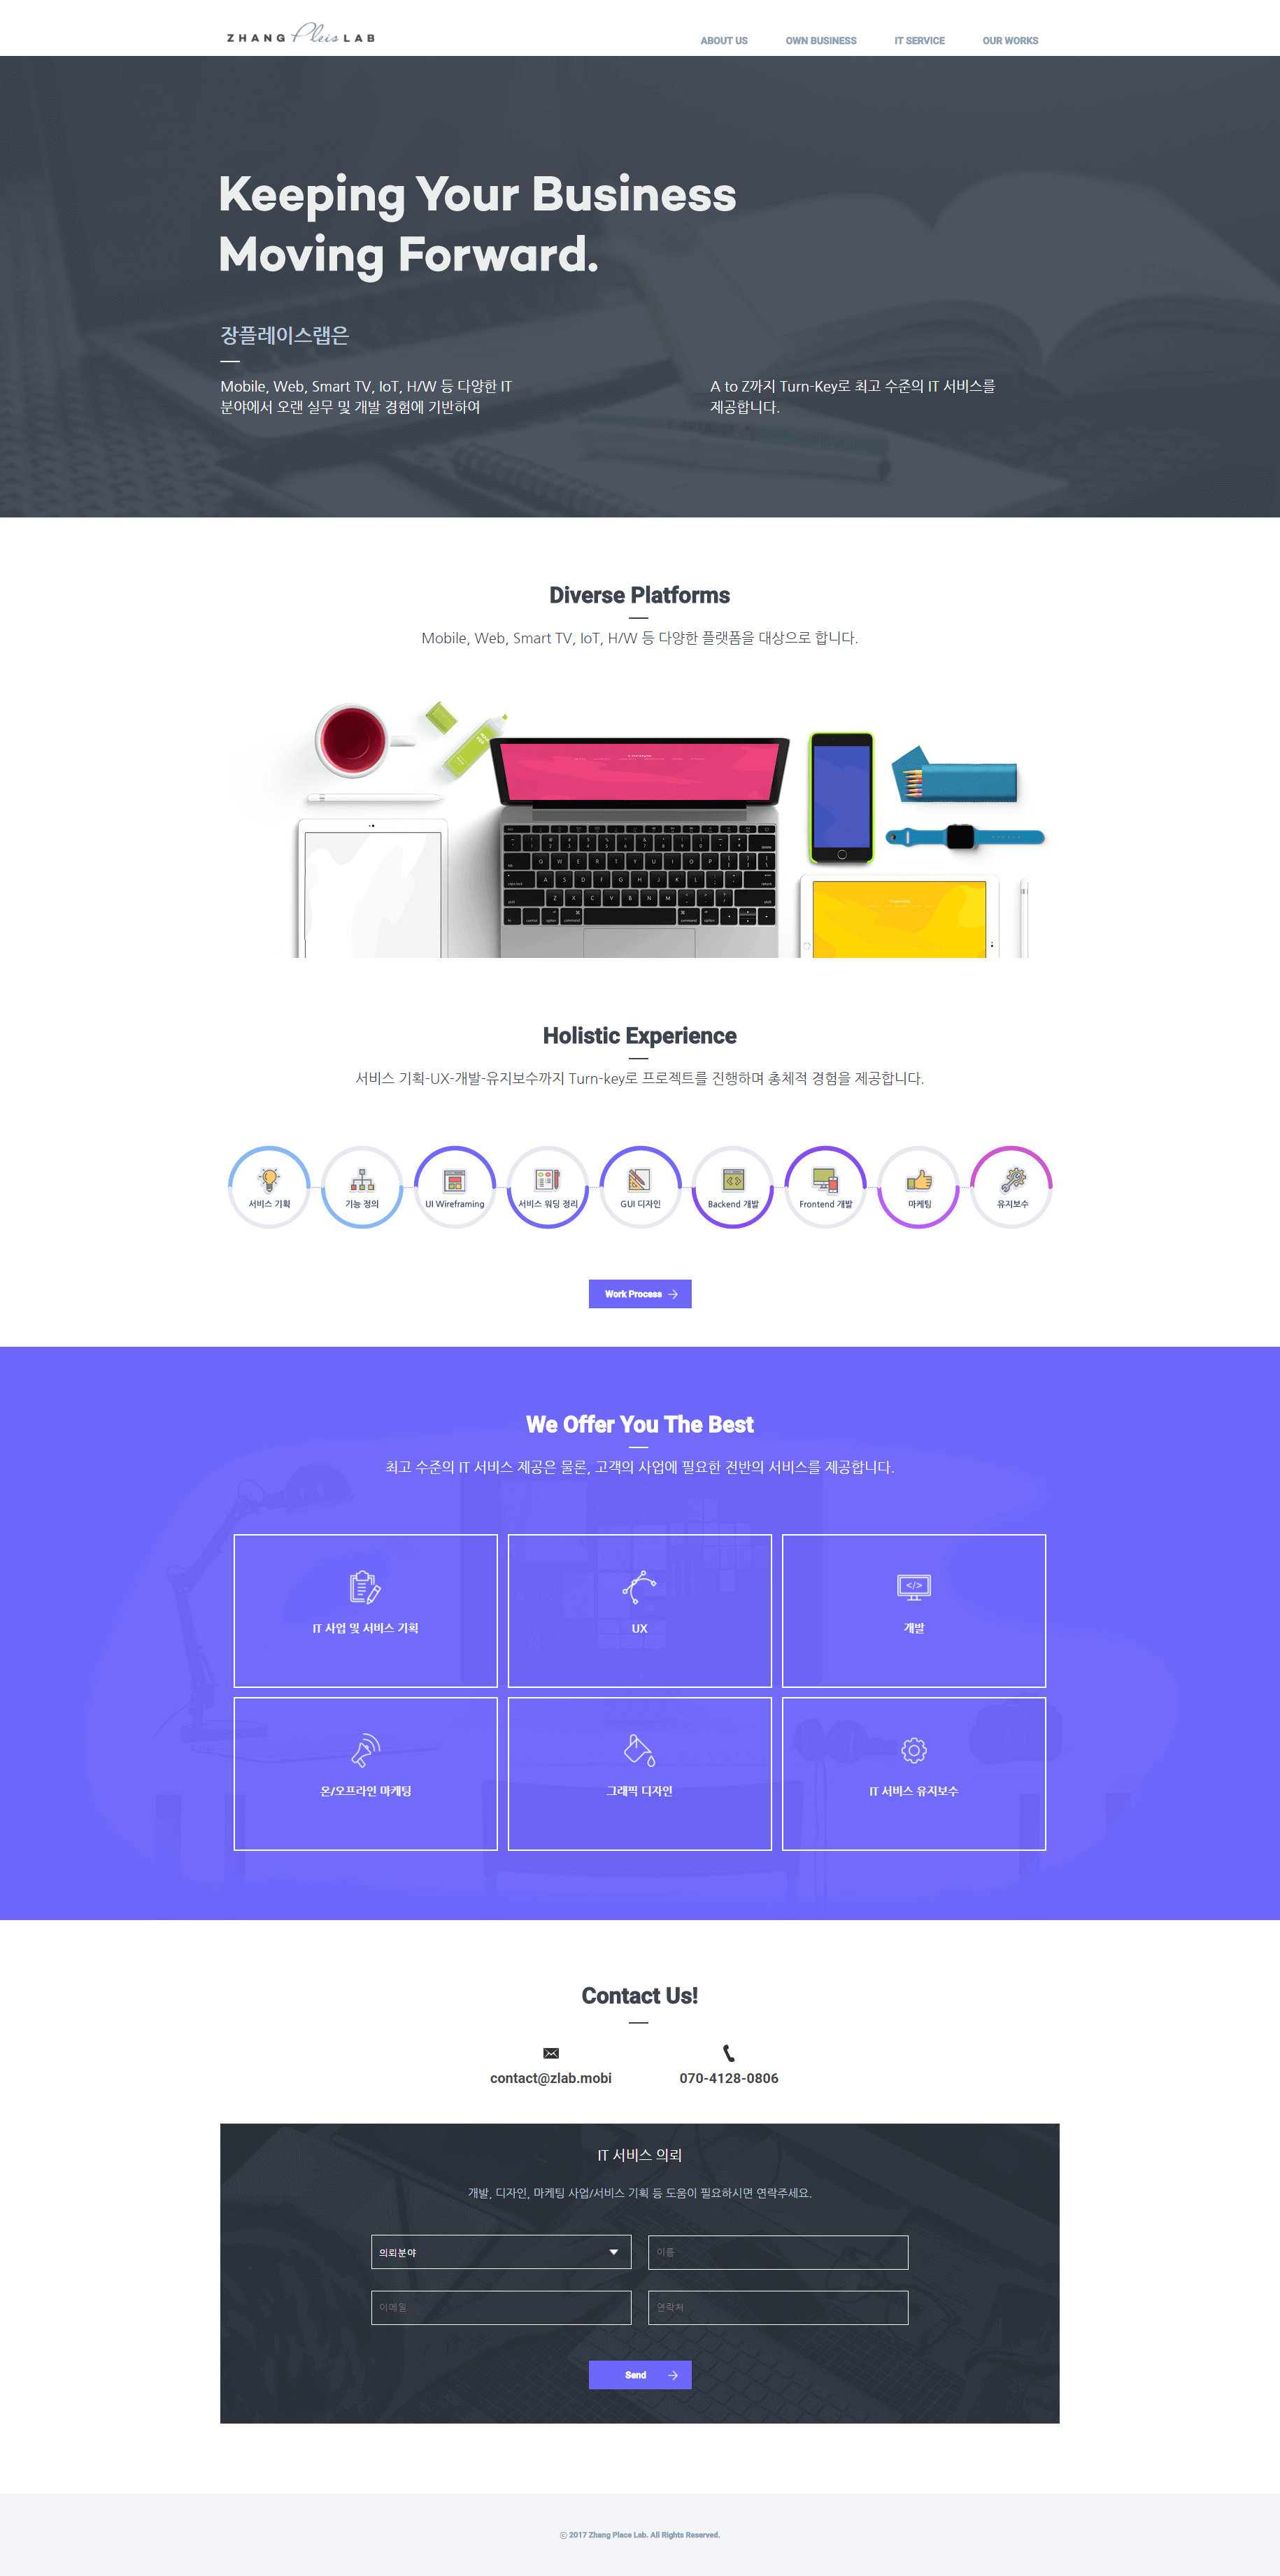 ZHANG Pleis LAB
ABOUT US
OWN BUSINESS
IT SERVICE
OUR WORKS
Keeping Your Business
Moving Forward.
장플레이스랩은
Mobile, Web, Smart TV, IoT, H/W 등 다양한 IT
분야에서 오랜 실무 및 개발 경험에 기반하여
A to Z까지 Turn-Key로 최고 수준의 IT 서비스를
제공합니다.
Diverse Platforms
Mobile, Web, Smart TV, IoT, H/W 등 다양한 플랫폼을 대상으로 합니다.
Holistic Experience
서비스 기획-UX-개발-유지보수까지 Turn-key로 프로젝트를 진행하며 총체적 경험을 제공합니다.
서비스 기획
기능 정의
UI Wireframing
서비스 워딩 정리
GUI 디자인
Backend 개발
Frontend 개발
마케팅
유지보수
Work Process
We Offer You The Best
최고 수준의 IT 서비스 제공은 물론, 고객의 사업에 필요한 전반의 서비스를 제공합니다.
IT 사업 및 서비스 기획
UX
개발
온/오프라인 마케팅
그래픽 디자인
IT 서비스 유지보수
Contact Us!
contact@zlab.mobi
070-4128-0806
IT 서비스 의뢰
개발, 디자인, 마케팅 사업/서비스 기획 등 도움이 필요하시면 연락주세요.
의뢰분야
이름
이메일
연락처
Send
ⓒ 2017 Zhang Place Lab. All Rights Reserved.